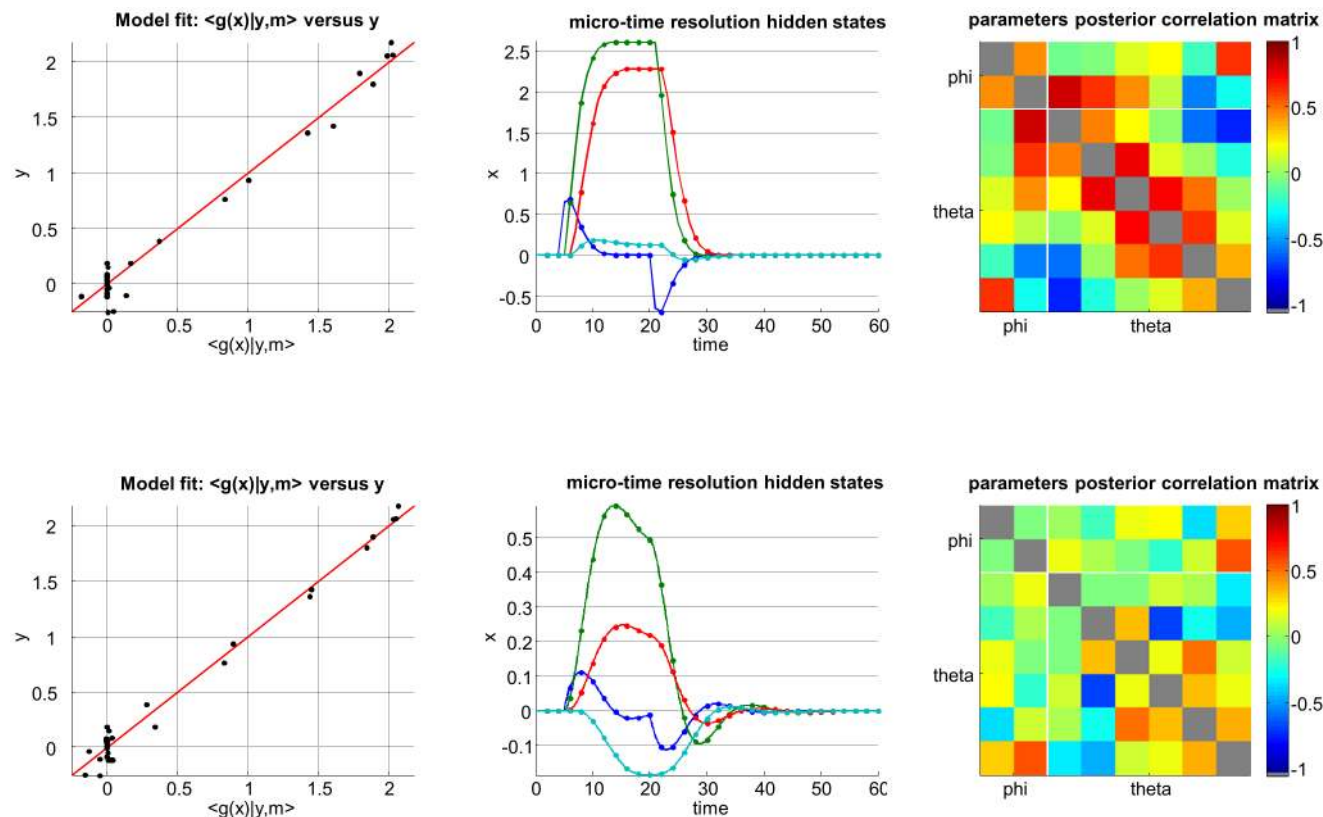 Model fit: <g(x)|y,m> versus y
micro-time resolution hidden states
parameters posterior correlation matrix
2
1.5
1
0.5
0
y
0
0.5
1
1.5
2
<g(x)|y,m>
2.5
2
1.5
1
0.5
0
-0.5
x
0
10
20
30
40
50
60
time
phi
theta
phi
theta
1
0.5
0
-0.5
-1
Model fit: <g(x)|y,m> versus y
micro-time resolution hidden states
parameters posterior correlation matrix
2
1.5
1
0.5
0
y
0
0.5
1
1.5
2
<g(x)|y,m>
0.5
0.4
0.3
0.2
0.1
0
-0.1
x
0
10
20
30
40
50
60
time
phi
theta
phi
theta
1
0.5
0
-0.5
-1